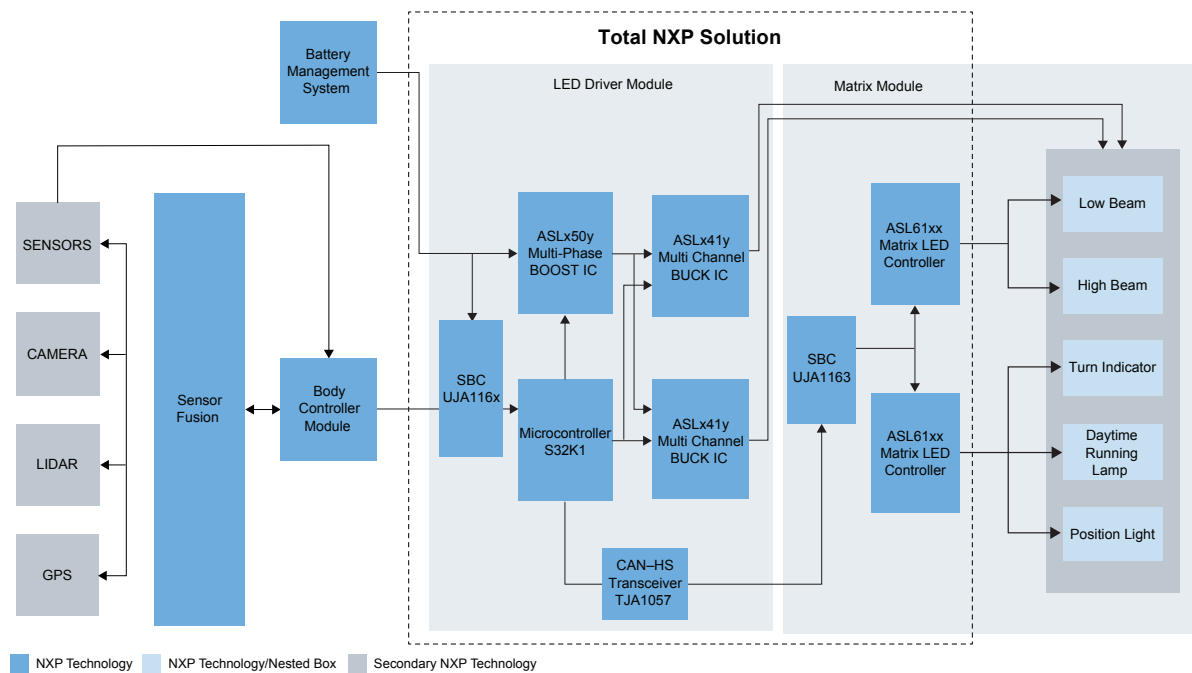 Total NXP Solution
Battery
Management
System
LED Driver Module
Matrix Module
SENSORS
CAMERA
LIDAR
GPS
Sensor
Fusion
Body
Controller
Module
SBC
UJA116x
ASLx50y
Multi-Phase
BOOST IC
Microcontroller
S32K1
ASLx41y
Multi Channel
BUCK IC
ASLx41y
Multi Channel
BUCK IC
CAN–HS
Transceiver
TJA1057
SBC
UJA1163
ASL61xx
Matrix LED
Controller
ASL61xx
Matrix LED
Controller
Low Beam
High Beam
Turn Indicator
Daytime
Running
Lamp
Position Light
NXP Technology
NXP Technology/Nested Box
Secondary NXP Technology